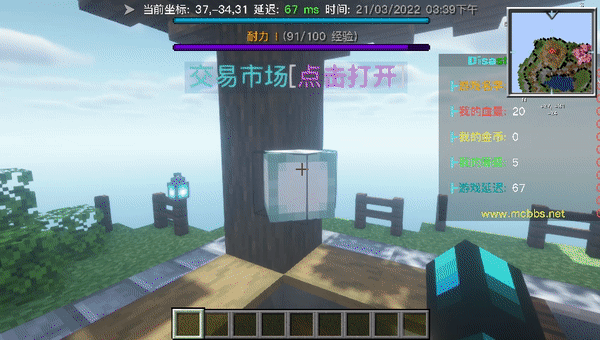 当前坐标: 37,-34,31 延迟: 67 ms 时间: 21/03/2022 03:39下午
耐力 I (91/100 经验)
交易市场[点击打开]
我的血量: 20
我的金币: 0
5
游戏延迟: 67
www.mcbbs.net